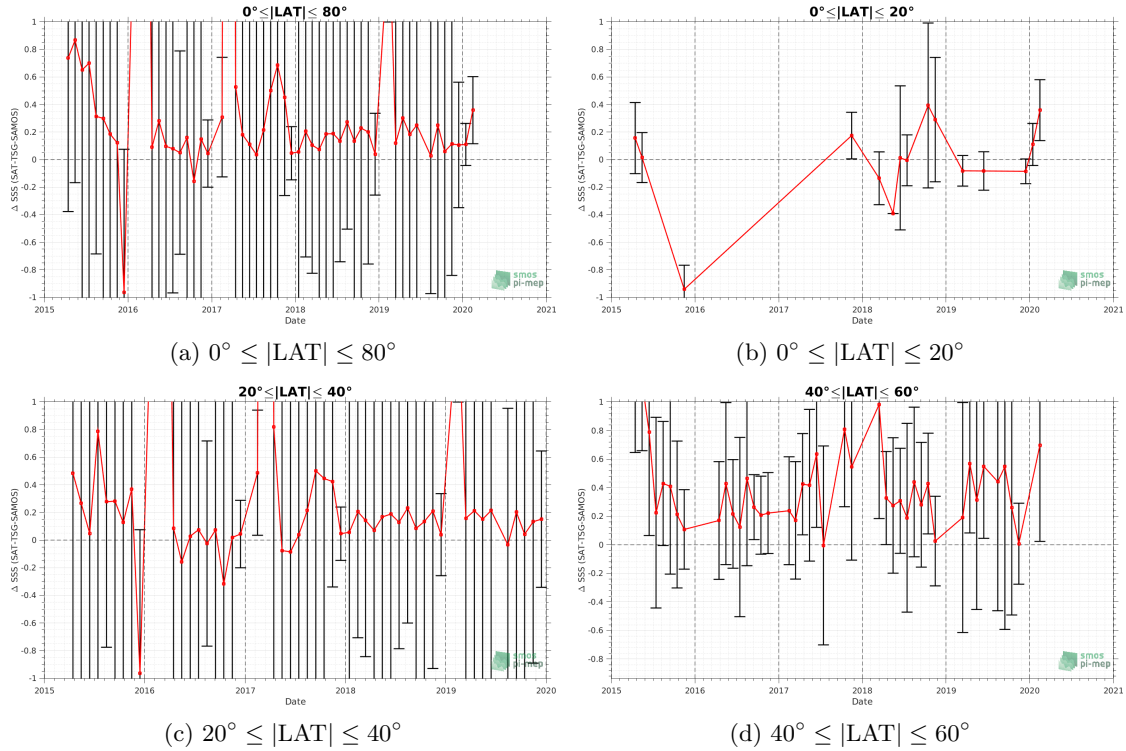 0°≤|LAT|≤ 80°
1
0.8
0.6
0.4
0.2
0
-0.2
-0.4
-0.6
-0.8
-1
Δ SSS (SAT-TSG-SAMOS)
2015 2016 2017 2018 2019 2020 2021
Date
smos
pi-mep
(a) 0° ≤ |LAT| ≤ 80°
0°≤|LAT|≤ 20°
1
0.8
0.6
0.4
0.2
0
-0.2
-0.4
-0.6
-0.8
-1
Δ SSS (SAT-TSG-SAMOS)
2015 2016 2017 2018 2019 2020 2021
Date
smos
pi-mep
(b) 0° ≤ |LAT| ≤ 20°
20°≤|LAT|≤ 40°
1
0.8
0.6
0.4
0.2
0
-0.2
-0.4
-0.6
-0.8
-1
Δ SSS (SAT-TSG-SAMOS)
2015 2016 2017 2018 2019 2020
Date
smos
pi-mep
(c) 20° ≤ |LAT| ≤ 40°
40°≤|LAT|≤ 60°
1
0.8
0.6
0.4
0.2
0
-0.2
-0.4
-0.6
-0.8
Δ SSS (SAT-TSG-SAMOS)
2015 2016 2017 2018 2019 2020 2021
Date
smos
pi-mep
(d) 40° ≤ |LAT| ≤ 60°